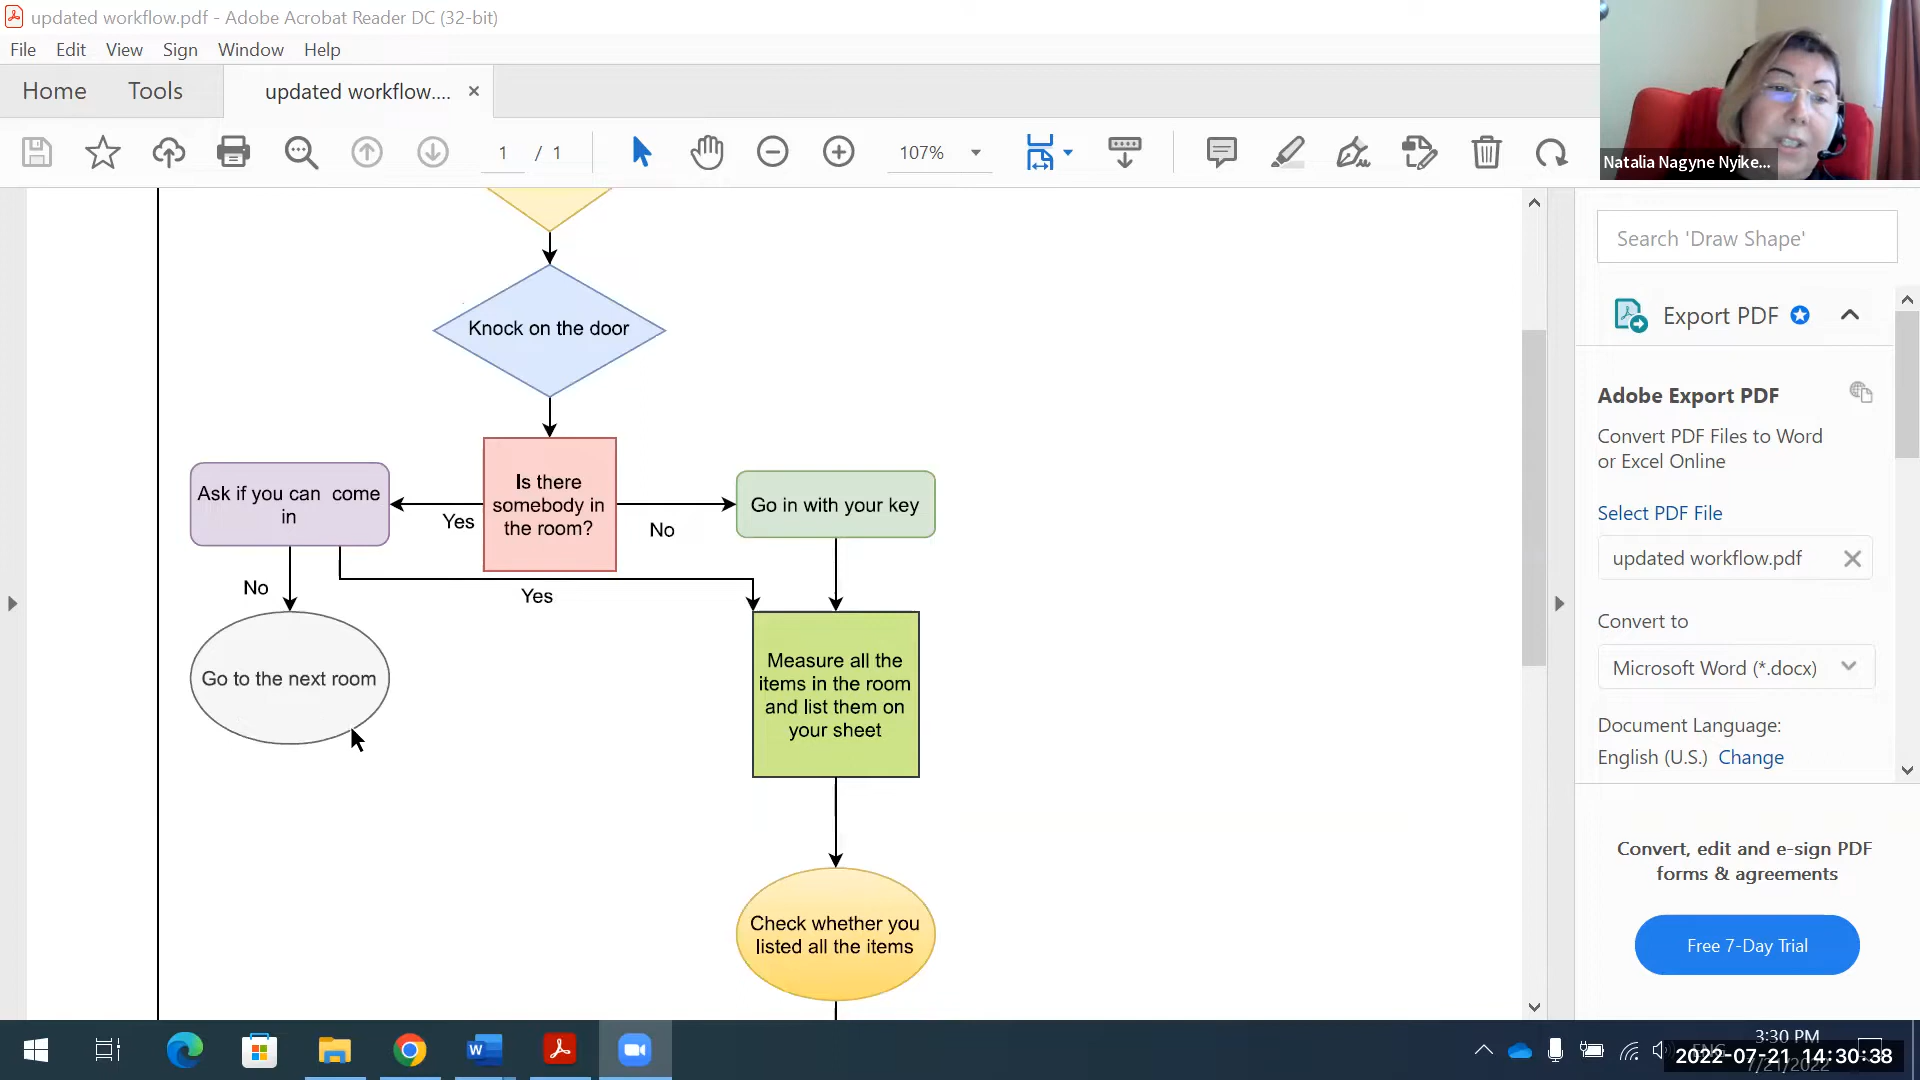 updated workflow.pdf - Adobe Acrobat Reader DC (32-bit)
File Edit View Sign Window Help
Home Tools updated workflow.... ×
1 / 1 107%
Natalia Nagyne Nyike...
Knock on the door
Is there
somebody in
the room?
Ask if you can come
in
Yes
No
Go in with your key
No
Yes
Go to the next room
Measure all the
items in the room
and list them on
your sheet
Check whether you
listed all the items
Search 'Draw Shape'
Export PDF
Adobe Export PDF
Convert PDF Files to Word
or Excel Online
Select PDF File
updated workflow.pdf
Convert to
Microsoft Word (*.docx)
Document Language:
English (U.S.) Change
Convert, edit and e-sign PDF
forms & agreements
Free 7-Day Trial
3:30 PM
ENG
2022-07-21 14:30:38
7/21/2022